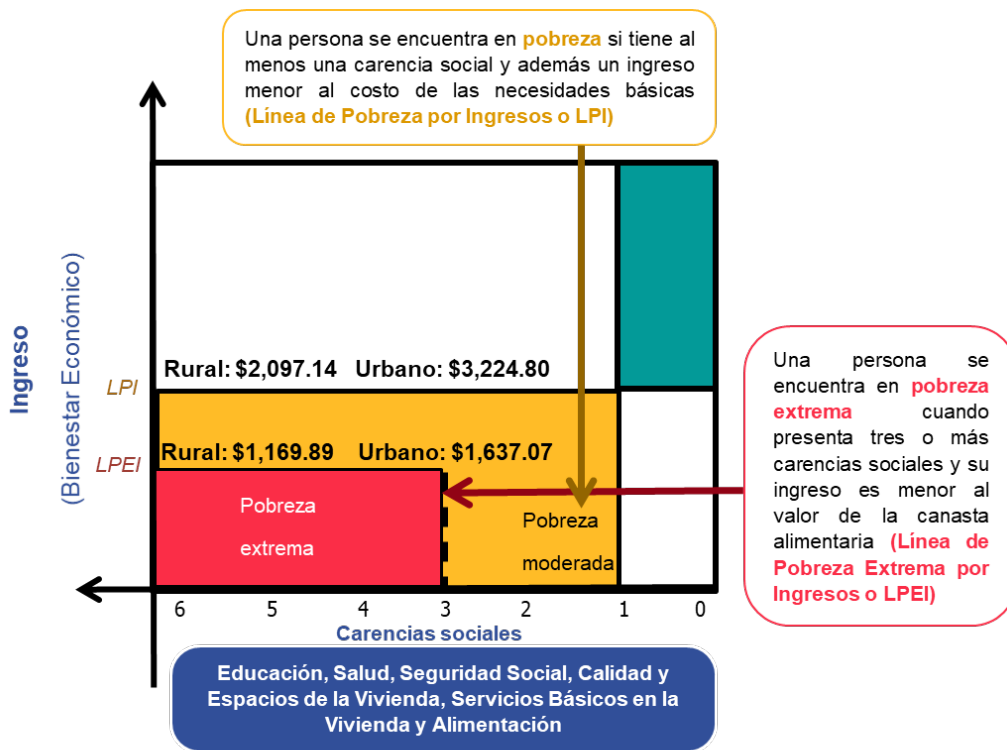 Una persona se encuentra en pobreza si tiene al
menos una carencia social y además un ingreso
menor al costo de las necesidades básicas
(Línea de Pobreza por Ingresos o LPI)
Ingreso
(Bienestar Económico)
LPI
Rural: $2,097.14 Urbano: $3,224.80
LPEI
Rural: $1,169.89 Urbano: $1,637.07
Pobreza
extrema
Pobreza
moderada
Una persona se
encuentra en pobreza
extrema cuando
presenta tres o más
carencias sociales y su
ingreso es menor al
valor de la canasta
alimentaria (Línea de
Pobreza Extrema por
Ingresos o LPEI)
6 5 4 3 2 1 0
Carencias sociales
Educación, Salud, Seguridad Social, Calidad y
Espacios de la Vivienda, Servicios Básicos en la
Vivienda y Alimentación